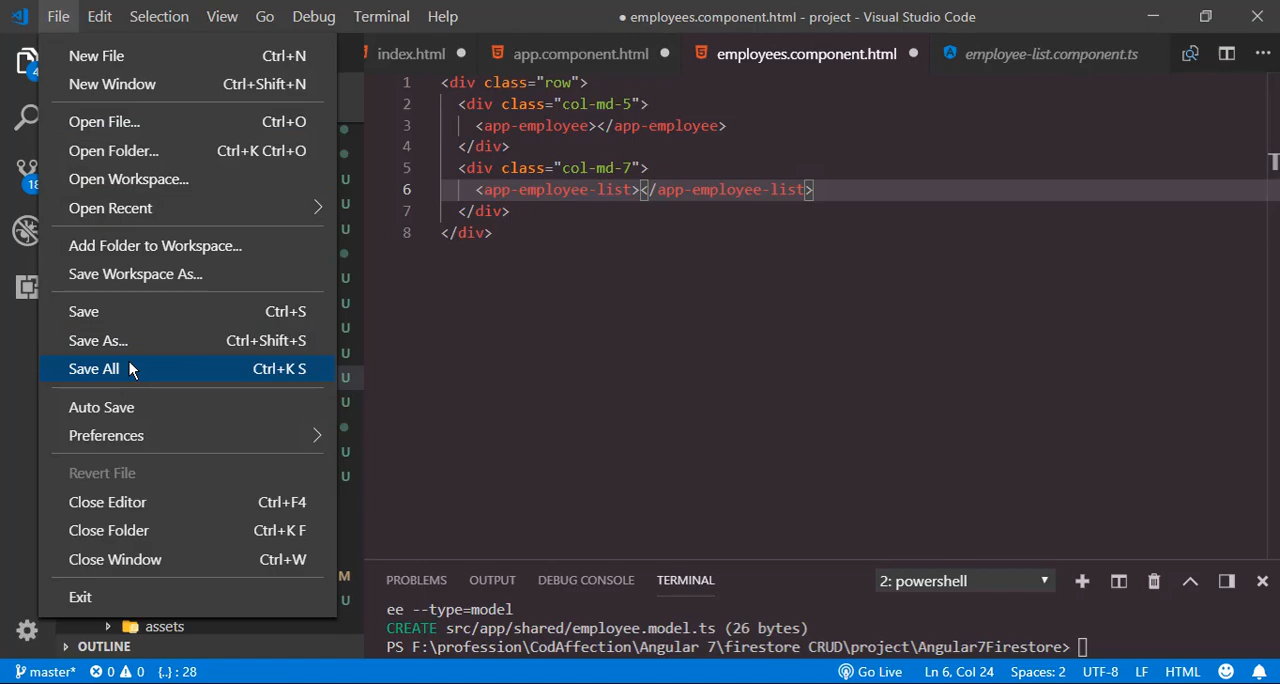 File Edit Selection View Go Debug Terminal Help
● employees.component.html - project - Visual Studio Code
index.html ● app.component.html ● employees.component.html ● employee-list.component.ts
New File Ctrl+N
New Window Ctrl+Shift+N
Open File... Ctrl+O
Open Folder... Ctrl+K Ctrl+O
Open Workspace...
Open Recent
Add Folder to Workspace...
Save Workspace As...
Save Ctrl+S
Save As... Ctrl+Shift+S
Save All Ctrl+K S
Auto Save
Preferences
Revert File
Close Editor Ctrl+F4
Close Folder Ctrl+K F
Close Window Ctrl+W
Exit
4
18
U
U
U
U
U
U
U
U
U
U
U
M
U
assets
OUTLINE
1 <div class="row">
2 <div class="col-md-5">
3 <app-employee></app-employee>
4 </div>
5 <div class="col-md-7">
6 <app-employee-list></app-employee-list>
7 </div>
8 </div>
PROBLEMS OUTPUT DEBUG CONSOLE TERMINAL 2: powershell
ee --type=model
CREATE src/app/shared/employee.model.ts (26 bytes)
PS F:\profession\CodAffection\Angular 7\firestore CRUD\project\Angular7Firestore>
master* 0 0 {..} : 28 Go Live Ln 6, Col 24 Spaces: 2 UTF-8 LF HTML